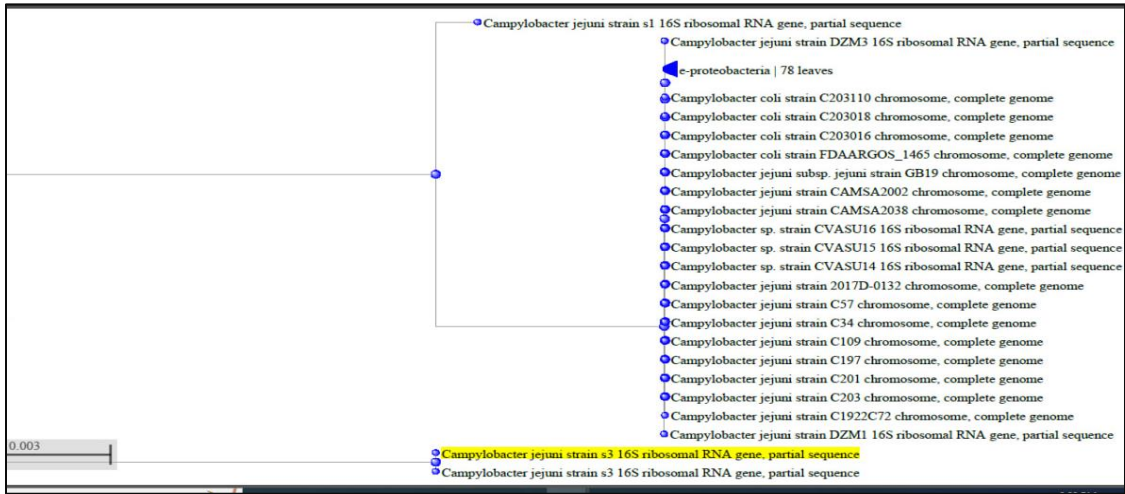 Campylobacter jejuni strain s1 16S ribosomal RNA gene, partial sequence
Campylobacter jejuni strain DZM3 16S ribosomal RNA gene, partial sequence
e-proteobacteria | 78 leaves
Campylobacter coli strain C203110 chromosome, complete genome
Campylobacter coli strain C203018 chromosome, complete genome
Campylobacter coli strain C203016 chromosome, complete genome
Campylobacter coli strain FDAARGOS_1465 chromosome, complete genome
Campylobacter jejuni subsp. jejuni strain GB19 chromosome, complete genome
Campylobacter jejuni strain CAMSA2002 chromosome, complete genome
Campylobacter jejuni strain CAMSA2038 chromosome, complete genome
Campylobacter sp. strain CVASU16 16S ribosomal RNA gene, partial sequence
Campylobacter sp. strain CVASU15 16S ribosomal RNA gene, partial sequence
Campylobacter sp. strain CVASU14 16S ribosomal RNA gene, partial sequence
Campylobacter jejuni strain 2017D-0132 chromosome, complete genome
Campylobacter jejuni strain C57 chromosome, complete genome
Campylobacter jejuni strain C34 chromosome, complete genome
Campylobacter jejuni strain C109 chromosome, complete genome
Campylobacter jejuni strain C197 chromosome, complete genome
Campylobacter jejuni strain C201 chromosome, complete genome
Campylobacter jejuni strain C203 chromosome, complete genome
Campylobacter jejuni strain C1922C72 chromosome, complete genome
Campylobacter jejuni strain DZM1 16S ribosomal RNA gene, partial sequence
0.003
Campylobacter jejuni strain s3 16S ribosomal RNA gene, partial sequence
Campylobacter jejuni strain s3 16S ribosomal RNA gene, partial sequence